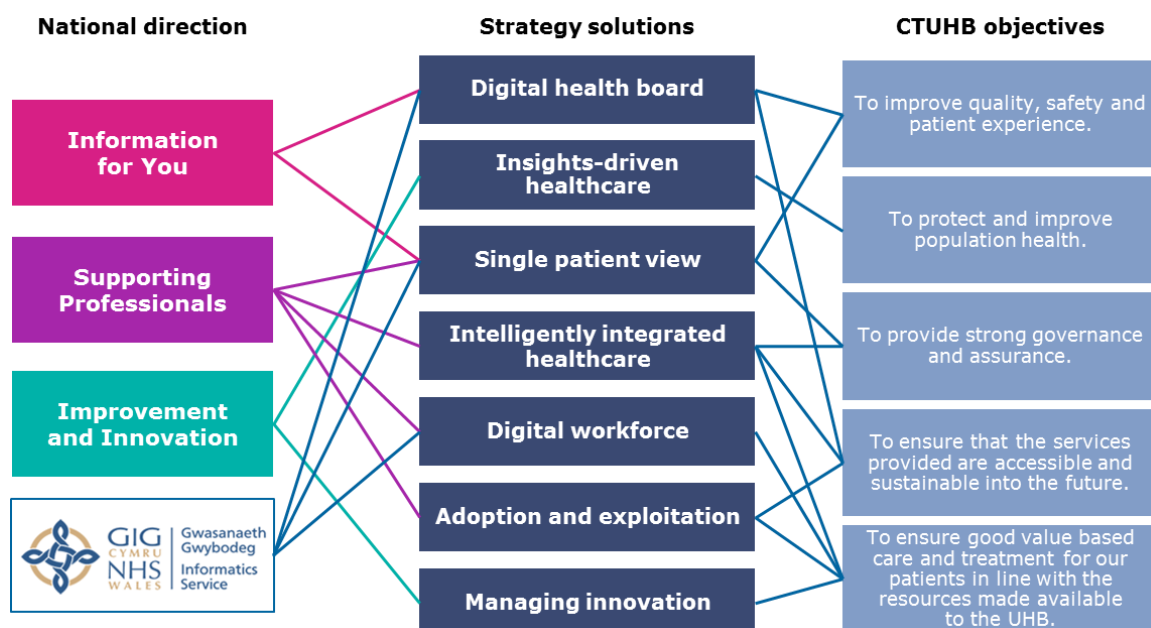 National direction
Strategy solutions
CTUHB objectives
Information
for You
Supporting
Professionals
Improvement
and Innovation
GIG
CYMRU
NHS
WALES
Gwasanaeth
Gwybodeg
Informatics
Service
Digital health board
Insights-driven
healthcare
Single patient view
Intelligently integrated
healthcare
Digital workforce
Adoption and exploitation
Managing innovation
To improve quality, safety and
patient experience.
To protect and improve
population health.
To provide strong governance
and assurance.
To ensure that the services
provided are accessible and
sustainable into the future.
To ensure good value based
care and treatment for our
patients in line with the
resources made available
to the UHB.